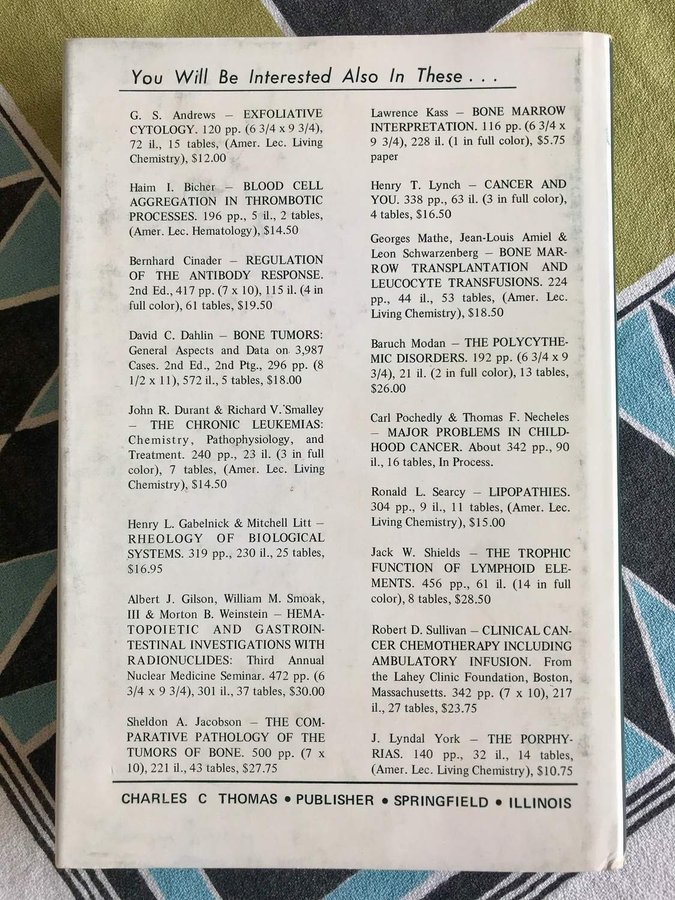 You Will Be Interested Also In These . . .
G. S. Andrews — EXFOLIATIVE
CYTOLOGY. 120 pp. (6 3/4 x 9 3/4),
72 il., 15 tables, (Amer. Lec. Living
Chemistry), $12.00
Haim I. Bicher — BLOOD CELL
AGGREGATION IN THROMBOTIC
PROCESSES. 196 pp., 5 il., 2 tables,
(Amer. Lec. Hematology), $14.50
Bernhard Cinader — REGULATION
OF THE ANTIBODY RESPONSE.
2nd Ed., 417 pp. (7 x 10), 115 il. (4 in
full color), 61 tables, $19.50
David C. Dahlin — BONE TUMORS:
General Aspects and Data on 3,987
Cases. 2nd Ed., 2nd Ptg., 296 pp. (8
1/2 x 11), 572 il., 5 tables, $18.00
John R. Durant & Richard V. Smalley
— THE CHRONIC LEUKEMIAS:
Chemistry, Pathophysiology, and
Treatment. 240 pp., 23 il. (3 in full
color), 7 tables, (Amer. Lec. Living
Chemistry), $14.50
Henry L. Gabelnick & Mitchell Litt —
RHEOLOGY OF BIOLOGICAL
SYSTEMS. 319 pp., 230 il., 25 tables,
$16.95
Albert J. Gilson, William M. Smoak,
III & Morton B. Weinstein — HEMA-
TOPOIETIC AND GASTROIN-
TESTINAL INVESTIGATIONS WITH
RADIONUCLIDES: Third Annual
Nuclear Medicine Seminar. 472 pp. (6
3/4 x 9 3/4), 301 il., 37 tables, $30.00
Sheldon A. Jacobson — THE COM-
PARATIVE PATHOLOGY OF THE
TUMORS OF BONE. 500 pp. (7 x
10), 221 il., 43 tables, $27.75
Lawrence Kass — BONE MARROW
INTERPRETATION. 116 pp. (6 3/4 x
9 3/4), 228 il. (1 in full color), $5.75
paper
Henry T. Lynch — CANCER AND
YOU. 338 pp., 63 il. (3 in full color),
4 tables, $16.50
Georges Mathe, Jean-Louis Amiel &
Leon Schwarzenberg — BONE MAR-
ROW TRANSPLANTATION AND
LEUCOCYTE TRANSFUSIONS. 224
pp., 44 il., 53 tables, (Amer. Lec.
Living Chemistry), $18.50
Baruch Modan — THE POLYCYTHE-
MIC DISORDERS. 192 pp. (6 3/4 x 9
3/4), 21 il. (2 in full color), 13 tables,
$26.00
Carl Pochedly & Thomas F. Necheles
— MAJOR PROBLEMS IN CHILD-
HOOD CANCER. About 342 pp., 90
il., 16 tables, In Process.
Ronald L. Searcy — LIPOPATHIES.
304 pp., 9 il., 11 tables, (Amer. Lec.
Living Chemistry), $15.00
Jack W. Shields — THE TROPHIC
FUNCTION OF LYMPHOID ELE-
MENTS. 456 pp., 61 il. (14 in full
color), 8 tables, $28.50
Robert D. Sullivan — CLINICAL CAN-
CER CHEMOTHERAPY INCLUDING
AMBULATORY INFUSION. From
the Lahey Clinic Foundation, Boston,
Massachusetts. 342 pp. (7 x 10), 217
il., 27 tables, $23.75
J. Lyndal York — THE PORPHY-
RIAS. 140 pp., 32 il., 14 tables,
(Amer. Lec. Living Chemistry), $10.75
CHARLES C THOMAS • PUBLISHER • SPRINGFIELD • ILLINOIS